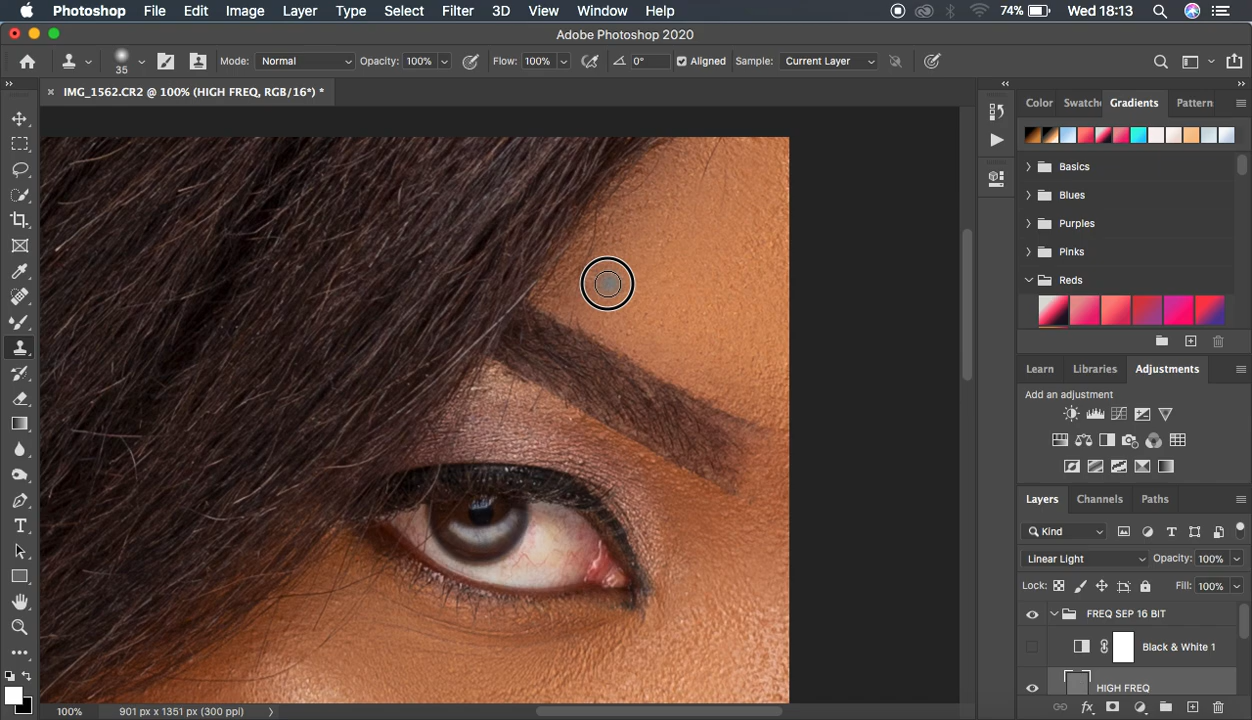 Photoshop File Edit Image Layer Type Select Filter 3D View Window Help 74% Wed 18:13
Adobe Photoshop 2020
35 Mode: Normal Opacity: 100% Flow: 100% 0° Aligned Sample: Current Layer
IMG_1562.CR2 @ 100% (HIGH FREQ, RGB/16*) *
Color Swatche Gradients Pattern
Basics
Blues
Purples
Pinks
Reds
Learn Libraries Adjustments
Add an adjustment
Layers Channels Paths
Kind
Linear Light Opacity: 100%
Lock: Fill: 100%
FREQ SEP 16 BIT
Black & White 1
HIGH FREQ
100% 901 px x 1351 px (300 ppi)